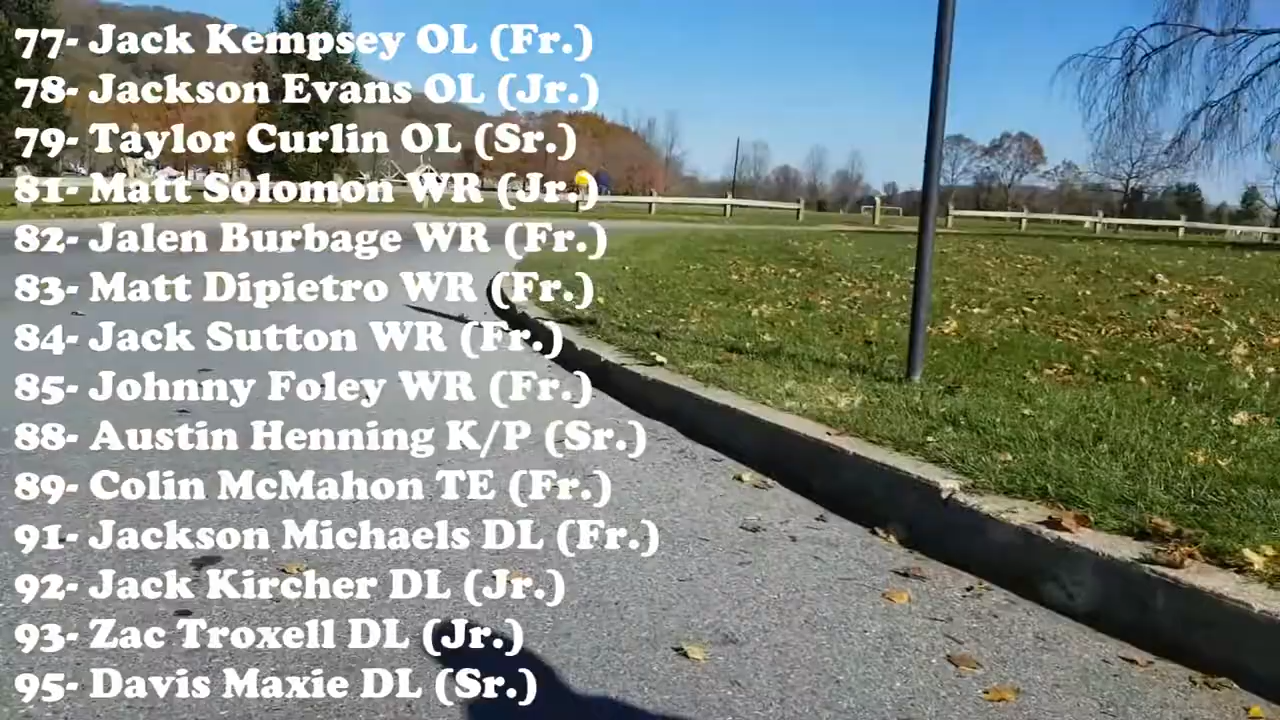 77- Jack Kempsey OL (Fr.)
78- Jackson Evans OL (Jr.)
79- Taylor Curlin OL (Sr.)
81- Matt Solomon WR (Jr.)
82- Jalen Burbage WR (Fr.)
83- Matt Dipietro WR (Fr.)
84- Jack Sutton WR (Fr.)
85- Johnny Foley WR (Fr.)
88- Austin Henning K/P (Sr.)
89- Colin McMahon TE (Fr.)
91- Jackson Michaels DL (Fr.)
92- Jack Kircher DL (Jr.)
93- Zac Troxell DL (Jr.)
95- Davis Maxie DL (Sr.)